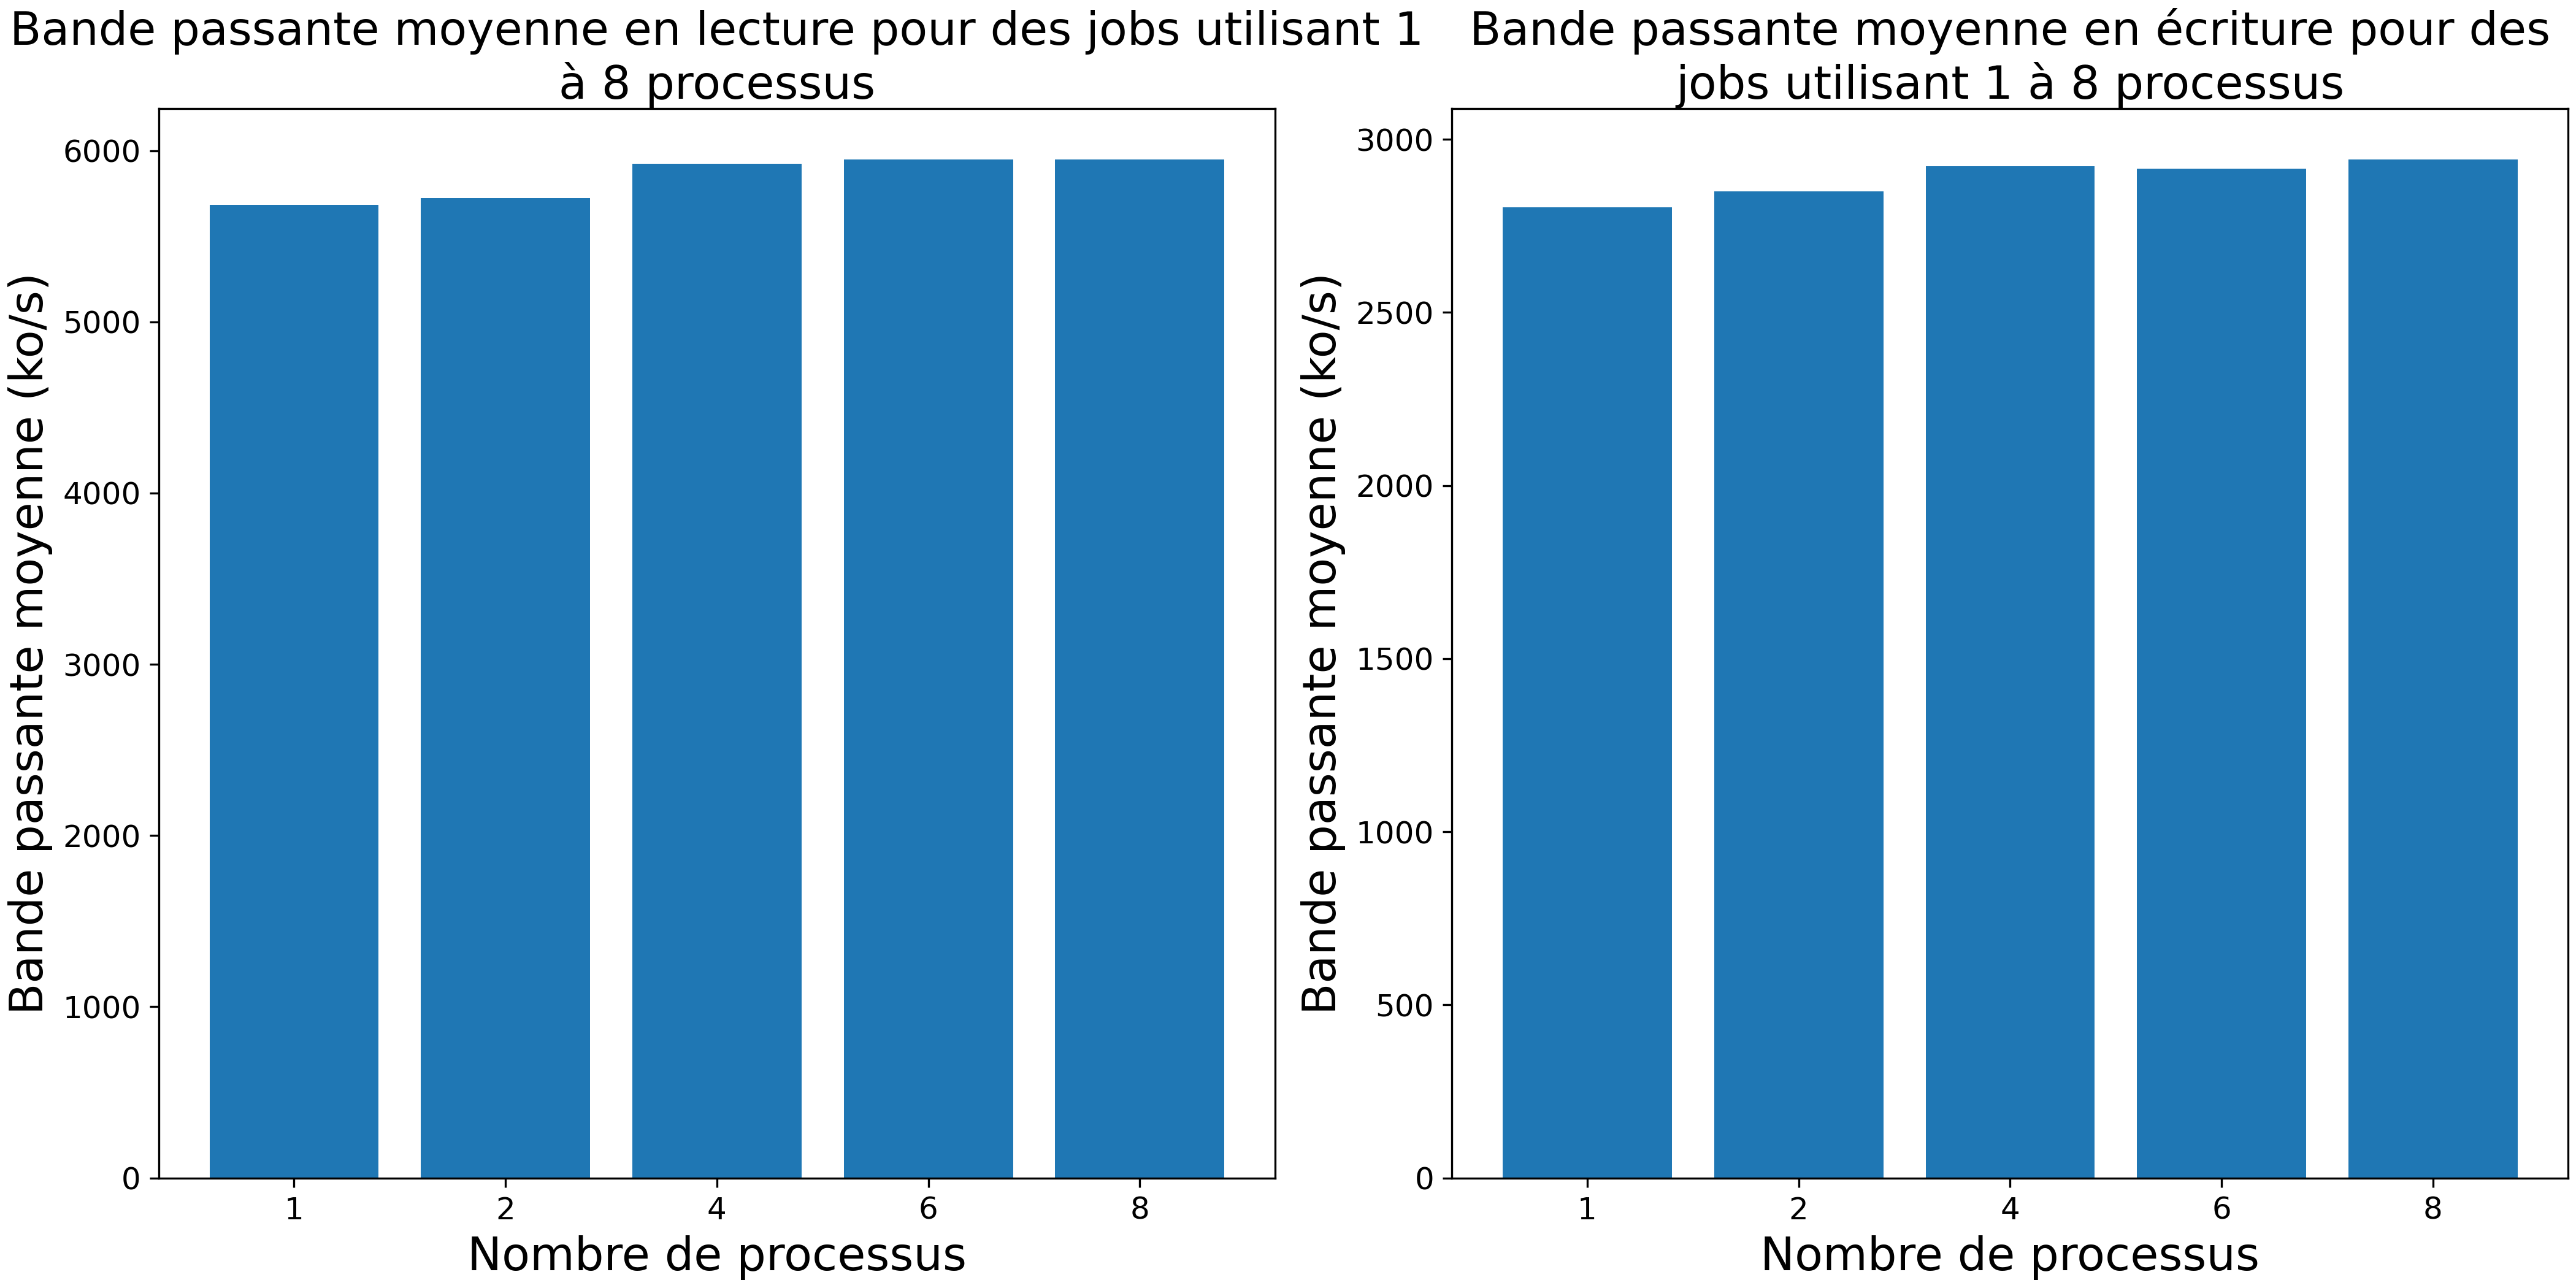 Bande passante moyenne en lecture pour des jobs utilisant 1
à 8 processus
Bande passante moyenne (ko/s)
6000
5000
4000
3000
2000
1000
0
1 2 4 6 8
Nombre de processus
Bande passante moyenne en écriture pour des
jobs utilisant 1 à 8 processus
Bande passante moyenne (ko/s)
3000
2500
2000
1500
1000
500
0
1 2 4 6 8
Nombre de processus